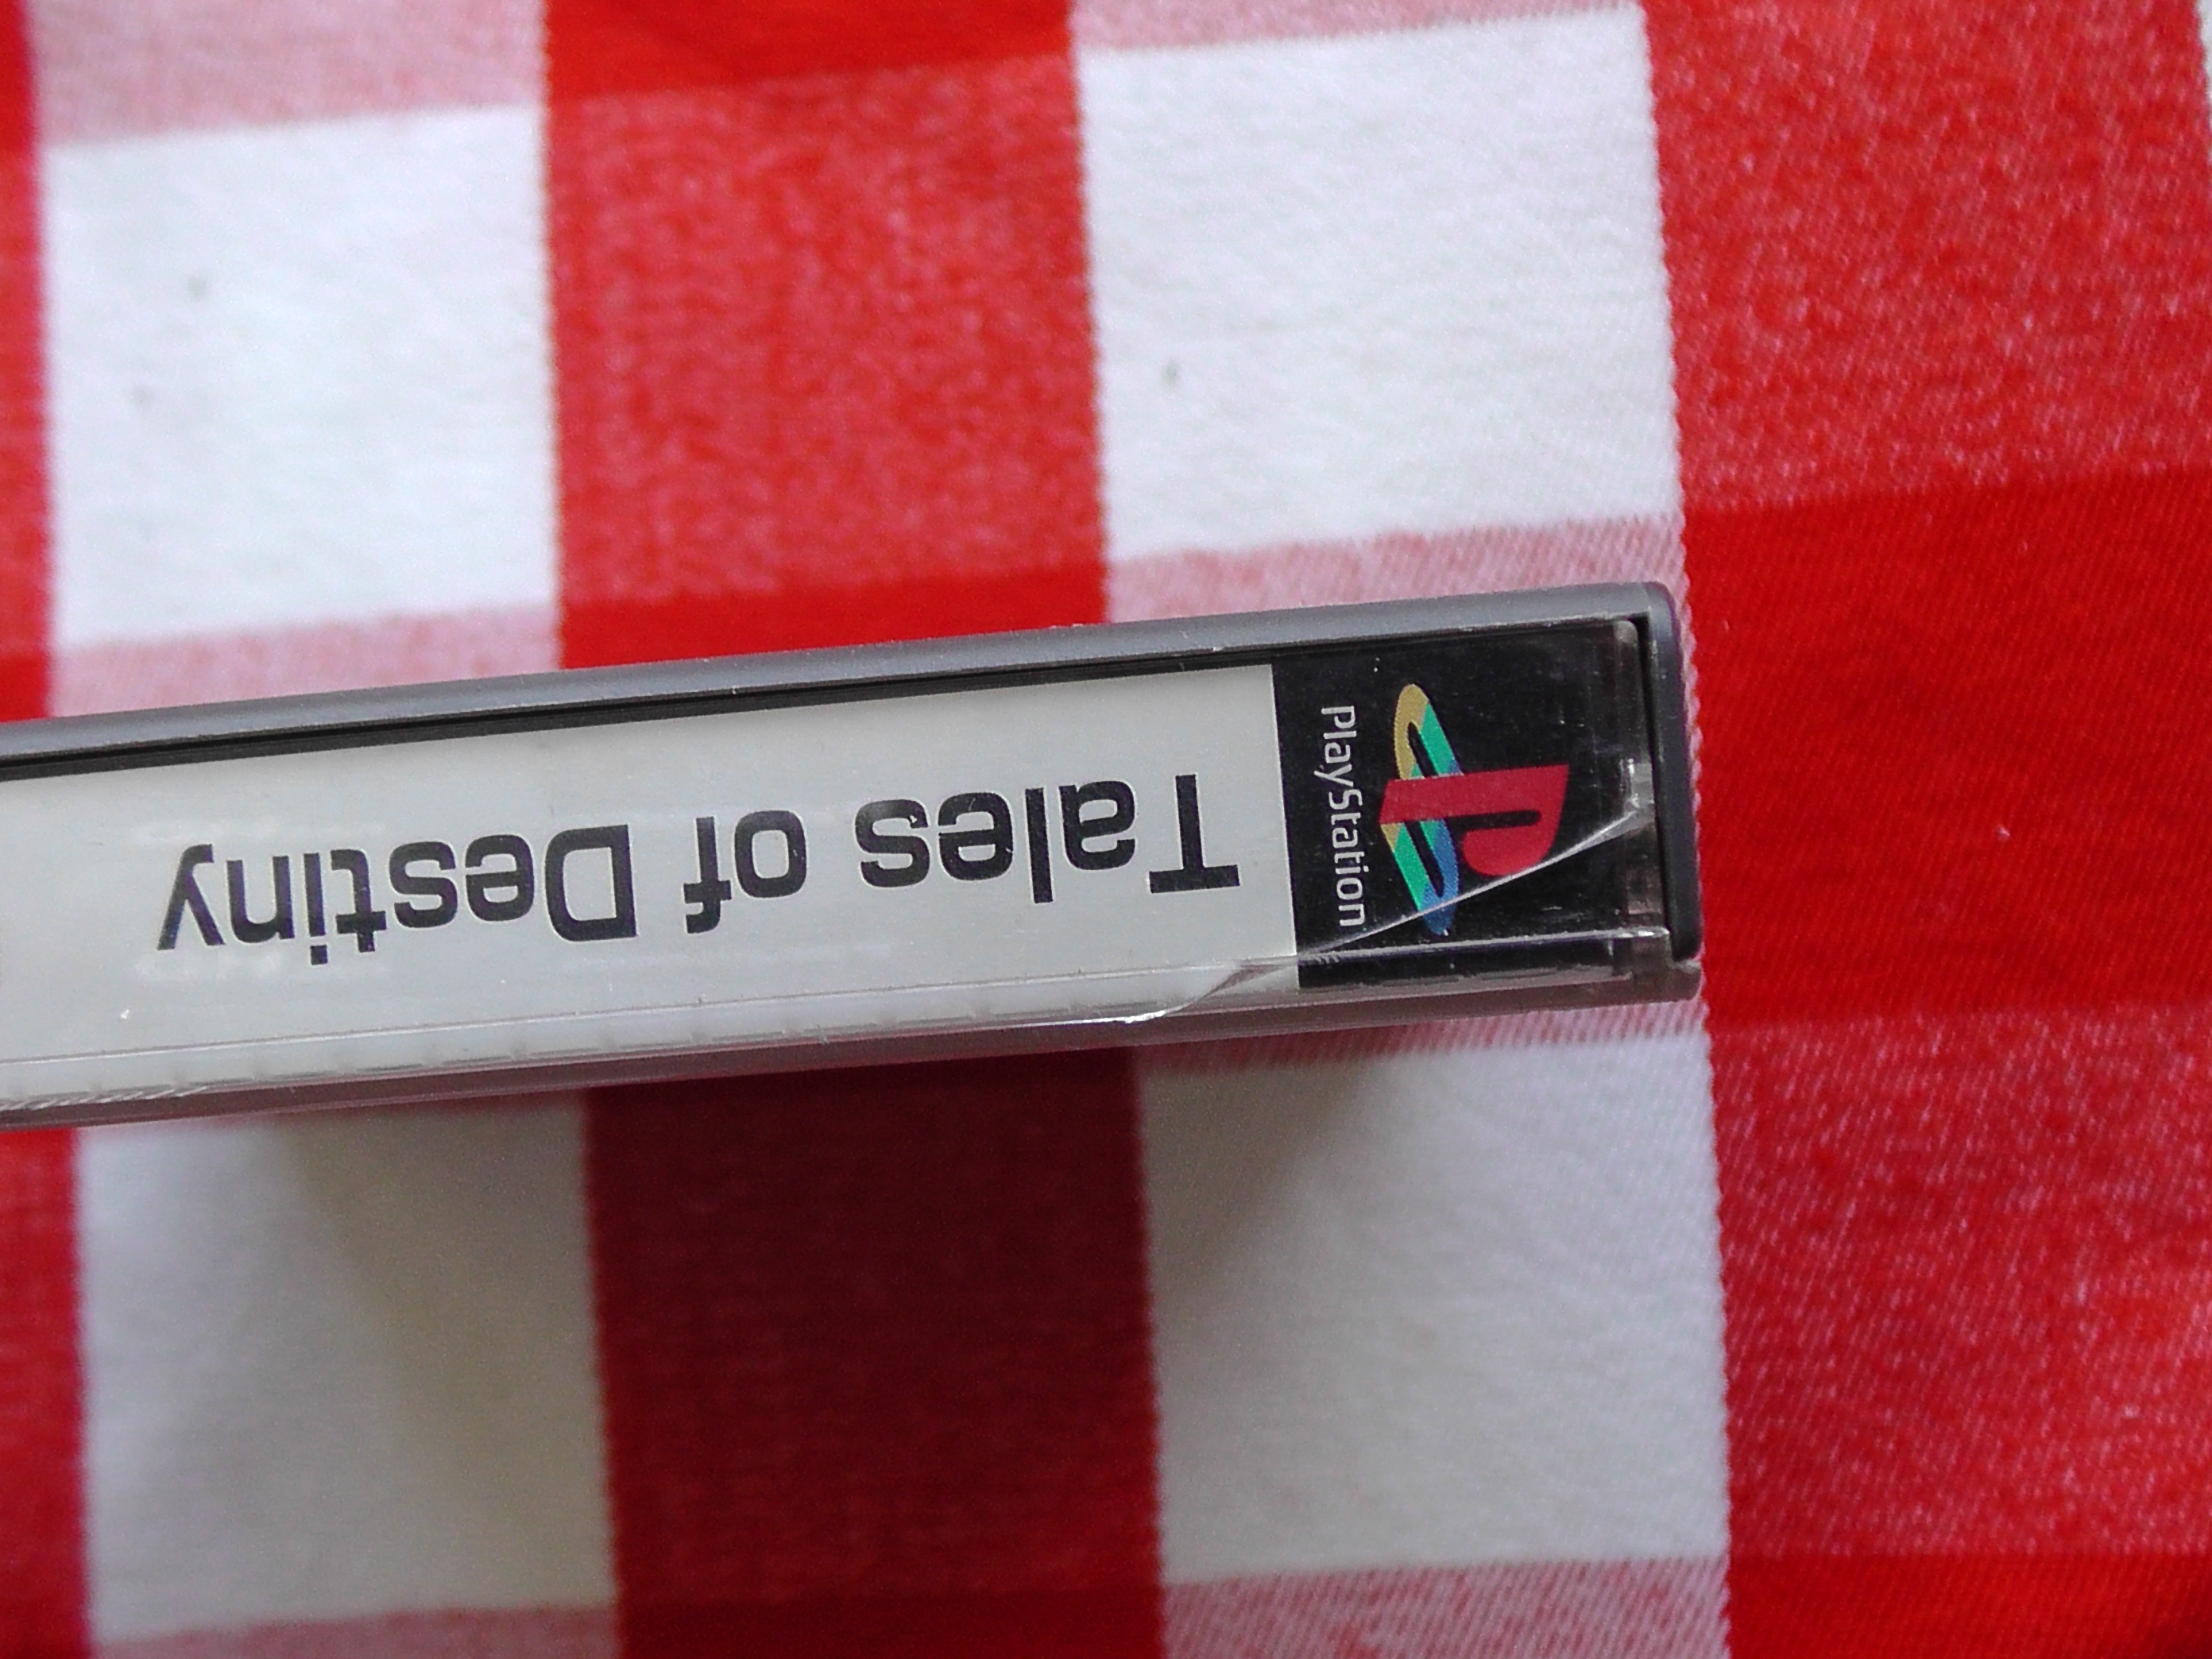 PlayStation
Tales of Destiny